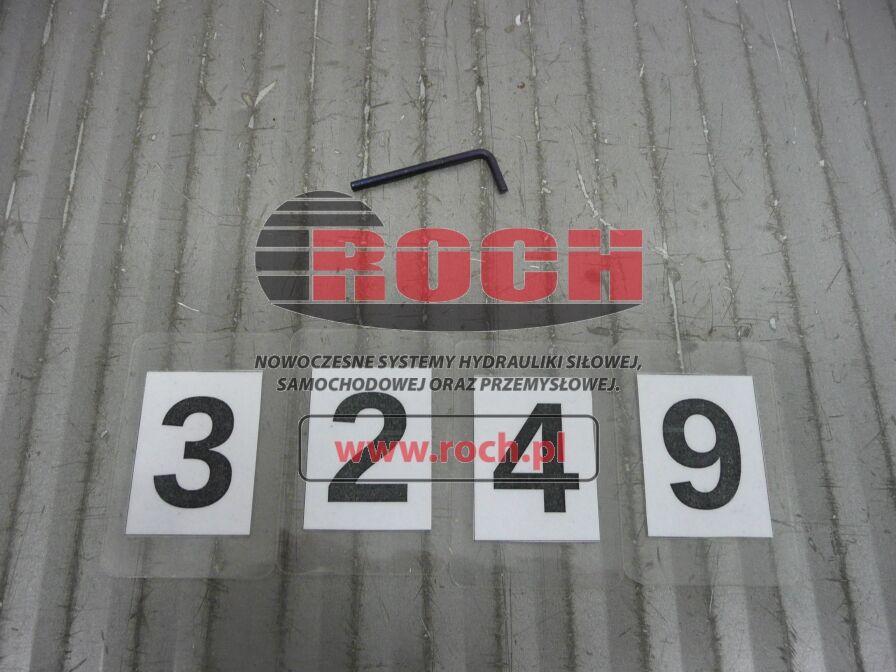 ROCH
NOWOCZESNE SYSTEMY HYDRAULIKI SIŁOWEJ,
SAMOCHODOWEJ ORAZ PRZEMYSŁOWEJ.
www.roch.pl
3 2 4 9